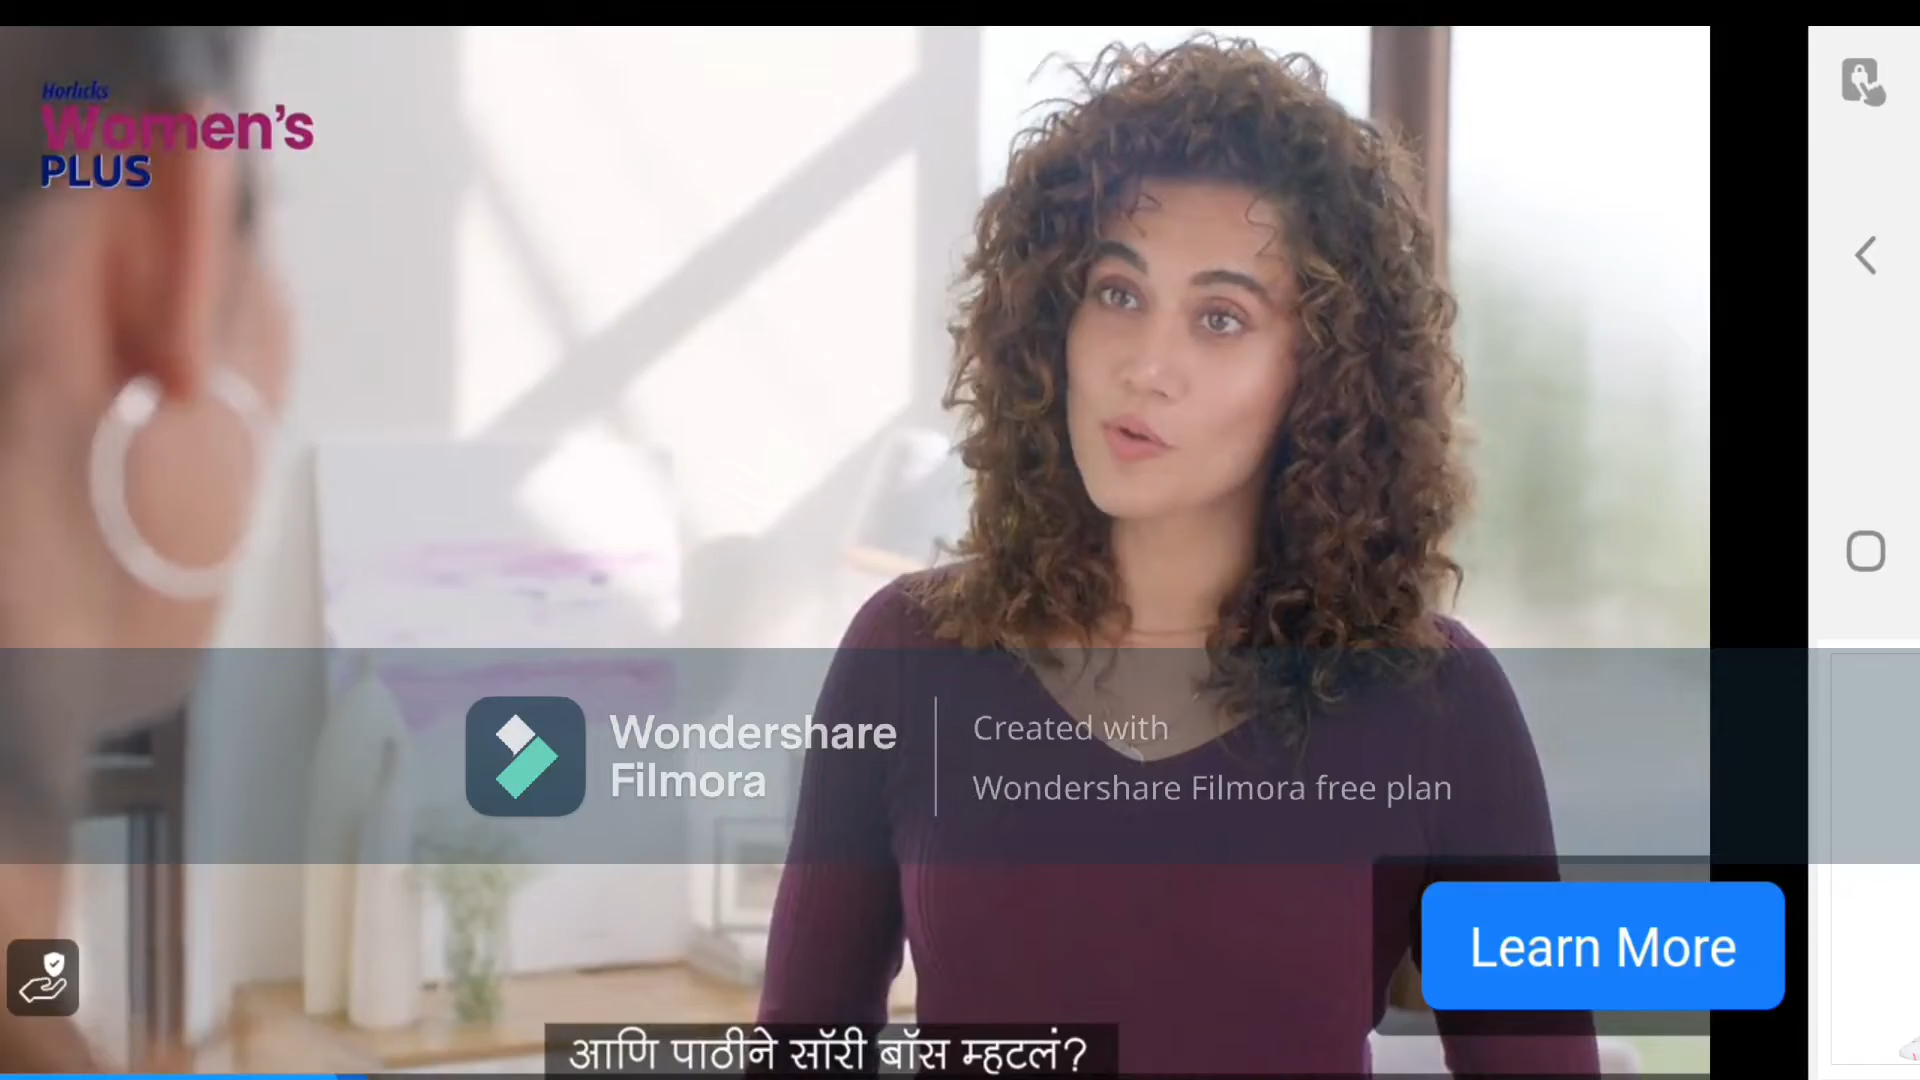 Horlicks
Women's
PLUS
Wondershare
Filmora
Created with
Wondershare Filmora free plan
Learn More
आणि पाठीने सॉरी बॉस म्हटलं?